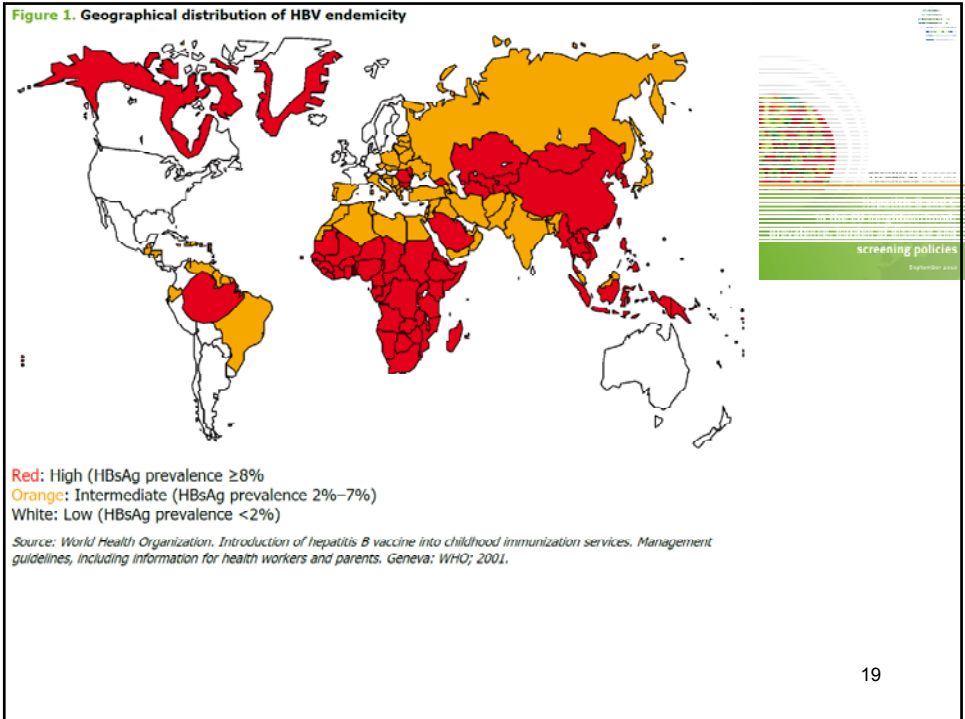 Figure 1. Geographical distribution of HBV endemicity
screening policies
Red: High (HBsAg prevalence ≥8%
Orange: Intermediate (HBsAg prevalence 2%–7%)
White: Low (HBsAg prevalence <2%)
Source: World Health Organization. Introduction of hepatitis B vaccine into childhood immunization services. Management
guidelines, including information for health workers and parents. Geneva: WHO; 2001.
19